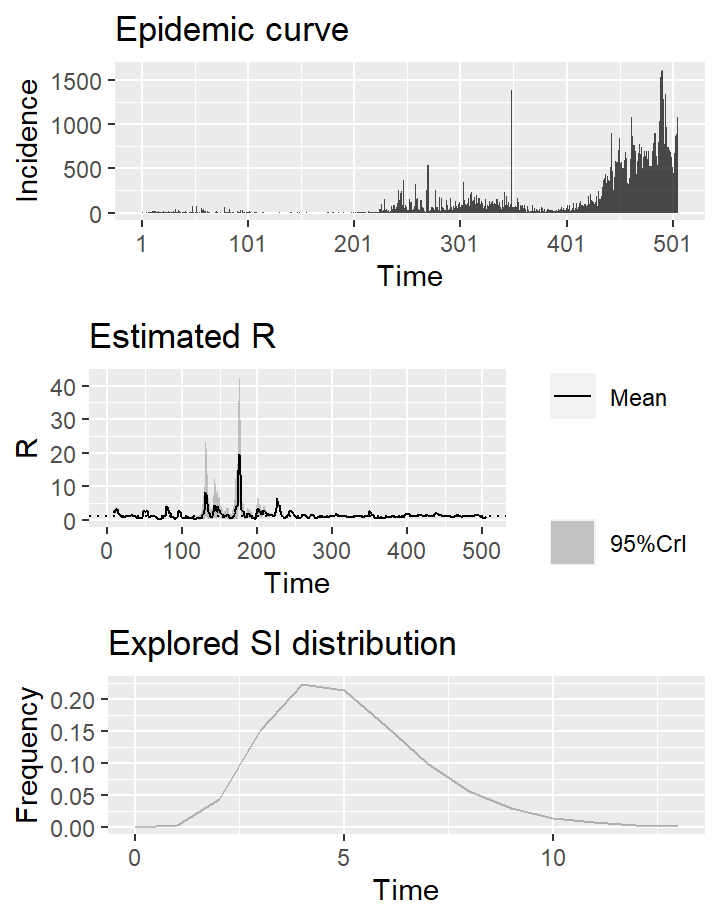 Epidemic curve
1500
1000
500
0
Incidence
1 101 201 301 401 501
Time
Estimated R
40
30
20
10
0
R
0 100 200 300 400 500
Time
Mean
95%CrI
Explored SI distribution
0.20
0.15
0.10
0.05
0.00
Frequency
0 5 10
Time